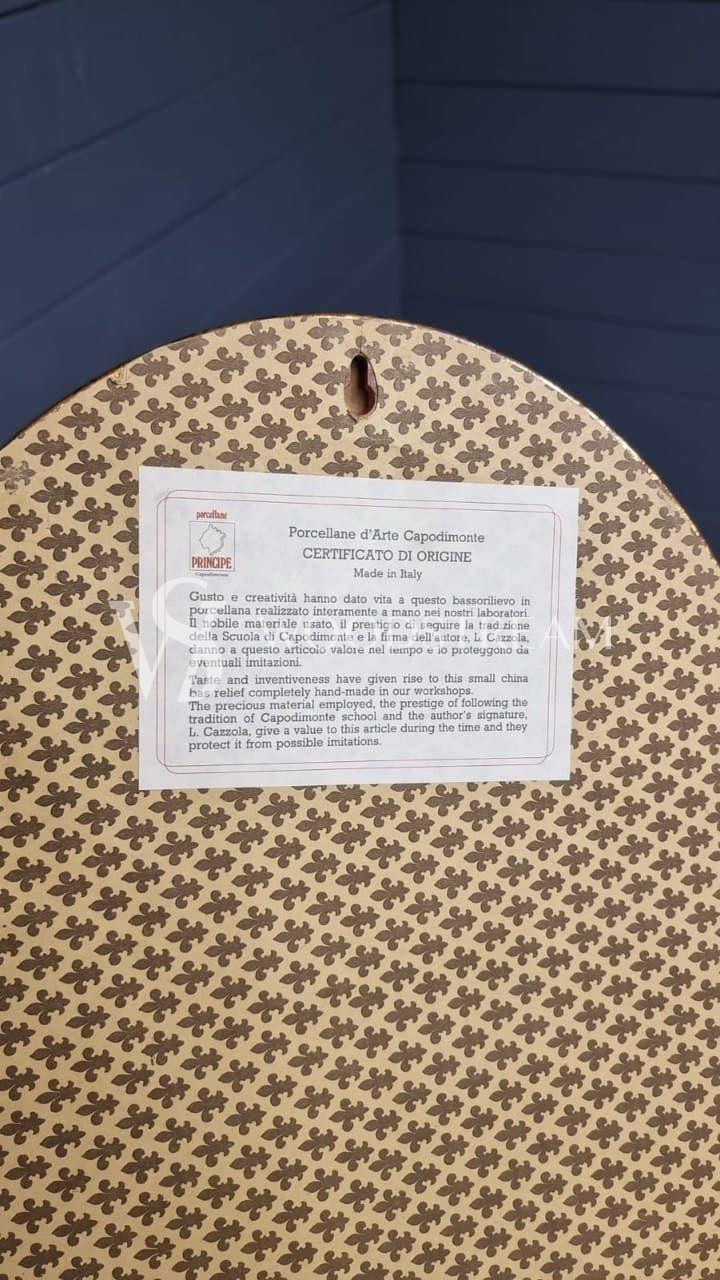 porcellane
PRINCIPE
Capodimonte
Porcellane d'Arte Capodimonte
CERTIFICATO DI ORIGINE
Made in Italy
Gusto e creatività hanno dato vita a questo bassorilievo in
porcellana realizzato interamente a mano nei nostri laboratori.
Il nobile materiale usato, il prestigio di seguire la tradizione
della Scuola di Capodimonte e la firma dell'autore, L. Cazzola,
danno a questo articolo valore nel tempo e lo proteggono da
eventuali imitazioni.
Taste and inventiveness have given rise to this small china
bas relief completely hand-made in our workshops.
The precious material employed, the prestige of following the
tradition of Capodimonte school and the author's signature,
L. Cazzola, give a value to this article during the time and they
protect it from possible imitations.